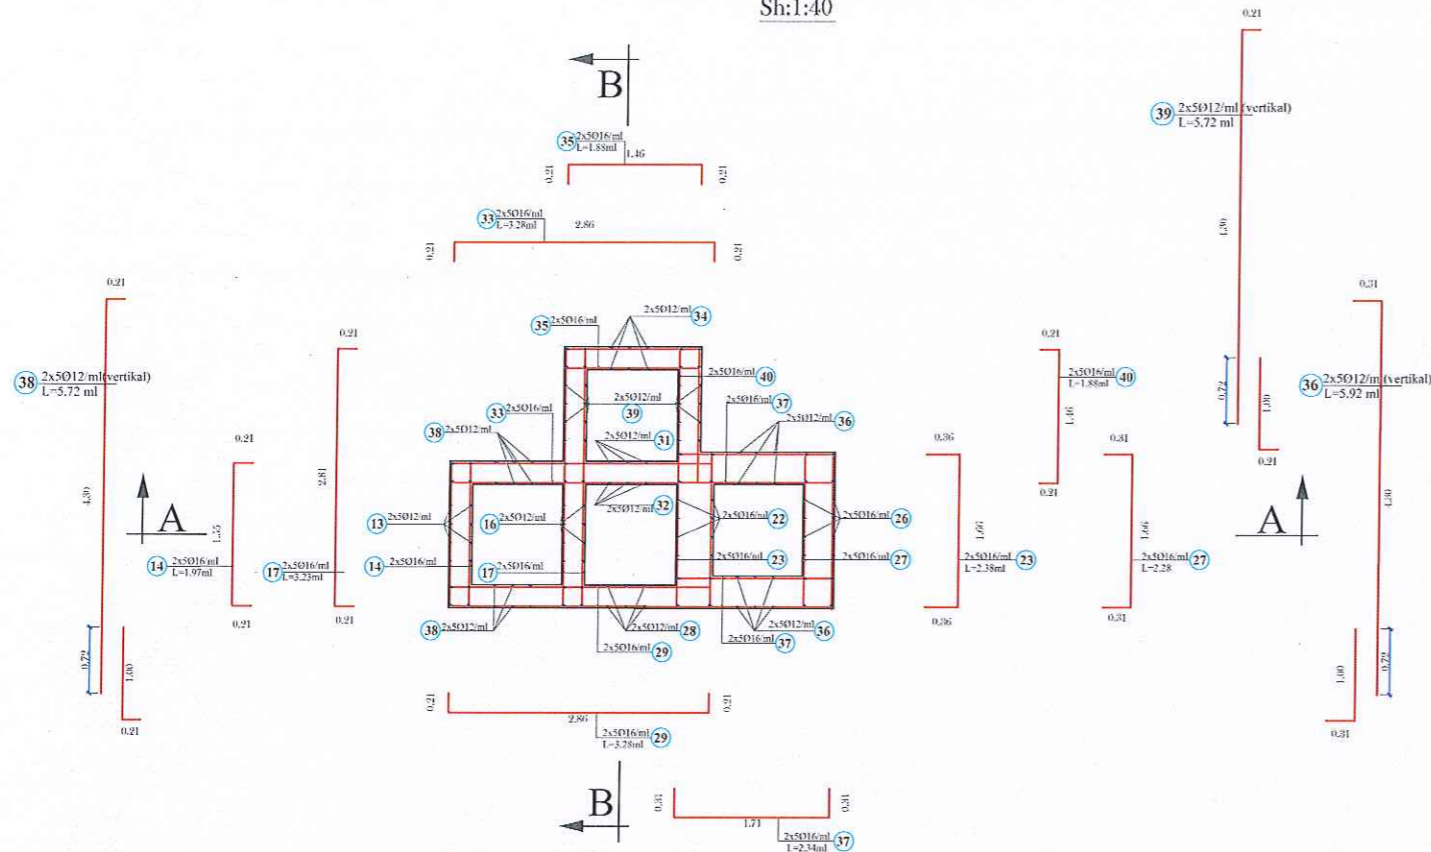 Sh:1:40
0.21
B
39 2x5Ø12/ml(vertikal)
L=5.72 ml
4.30
0.72
1.00
0.21
35 2x5Ø16/ml
L=1.88ml
1.46
0.21
0.21
33 2x5Ø16/ml
L=3.28ml
2.86
0.21
0.21
0.21
38 2x5Ø12/ml(vertikal)
L=5.72 ml
4.30
0.72
1.00
0.21
A
0.21
1.55
14 2x5Ø16/ml
L=1.97ml
0.21
0.21
2.81
17 2x5Ø16/ml
L=3.23ml
0.21
35 2x5Ø16/ml
2x5Ø12/ml 34
2x5Ø16/ml 40
2x5Ø12/ml
39
2x5Ø16/ml 37
33 2x5Ø16/ml
38 2x5Ø12/ml
2x5Ø12/ml 36
2x5Ø12/ml 31
2x5Ø12/ml 32
13 2x5Ø12/ml
16 2x5Ø12/ml
2x5Ø16/ml 22
2x5Ø16/ml 26
14 2x5Ø16/ml
17 2x5Ø16/ml
2x5Ø16/ml 23
2x5Ø16/ml 27
38 2x5Ø12/ml
2x5Ø12/ml 28
2x5Ø12/ml 36
2x5Ø16/ml 37
2x5Ø16/ml 29
0.21
2x5Ø16/ml 40
L=1.88ml
1.46
0.21
0.36
1.66
2x5Ø16/ml 23
L=2.38ml
0.36
0.31
1.66
2x5Ø16/ml 27
L=2.28
0.31
0.31
36 2x5Ø12/m (vertikal)
L=5.92 ml
4.30
0.72
1.00
0.31
A
0.21
0.21
2.86
2x5Ø16/ml 29
L=3.28ml
B
0.31
0.31
1.71
2x5Ø16/ml 37
L=2.34ml